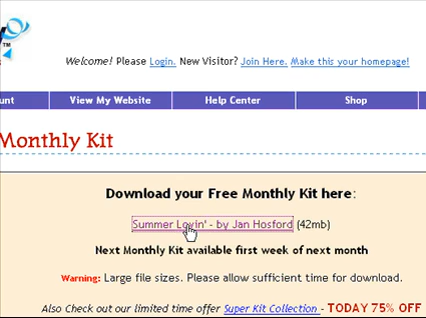 TM
Welcome! Please Login. New Visitor? Join Here. Make this your homepage!
unt View My Website Help Center Shop
Monthly Kit
Download your Free Monthly Kit here:
Summer Lovin' - by Jan Hosford (42mb)
Next Monthly Kit available first week of next month
Warning: Large file sizes. Please allow sufficient time for download.
Also Check out our limited time offer Super Kit Collection - TODAY 75% OFF